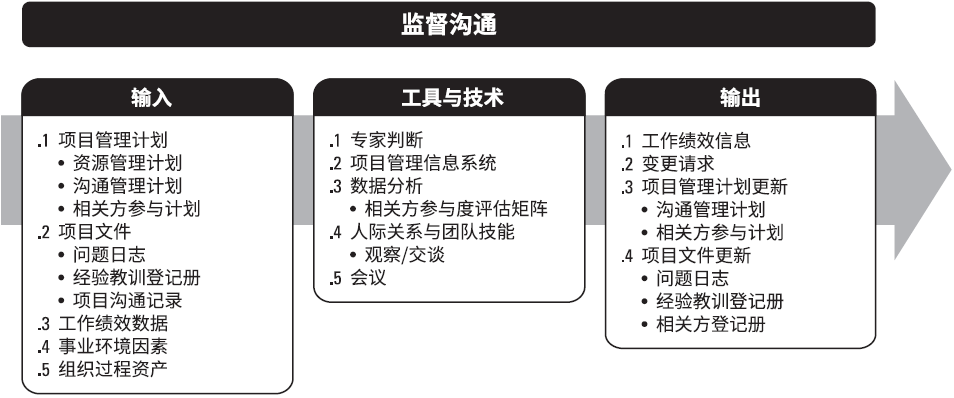 监督沟通
输入
.1 项目管理计划
• 资源管理计划
• 沟通管理计划
• 相关方参与计划
.2 项目文件
• 问题日志
• 经验教训登记册
• 项目沟通记录
.3 工作绩效数据
.4 事业环境因素
.5 组织过程资产
工具与技术
.1 专家判断
.2 项目管理信息系统
.3 数据分析
• 相关方参与度评估矩阵
.4 人际关系与团队技能
• 观察/交谈
.5 会议
输出
.1 工作绩效信息
.2 变更请求
.3 项目管理计划更新
• 沟通管理计划
• 相关方参与计划
.4 项目文件更新
• 问题日志
• 经验教训登记册
• 相关方登记册